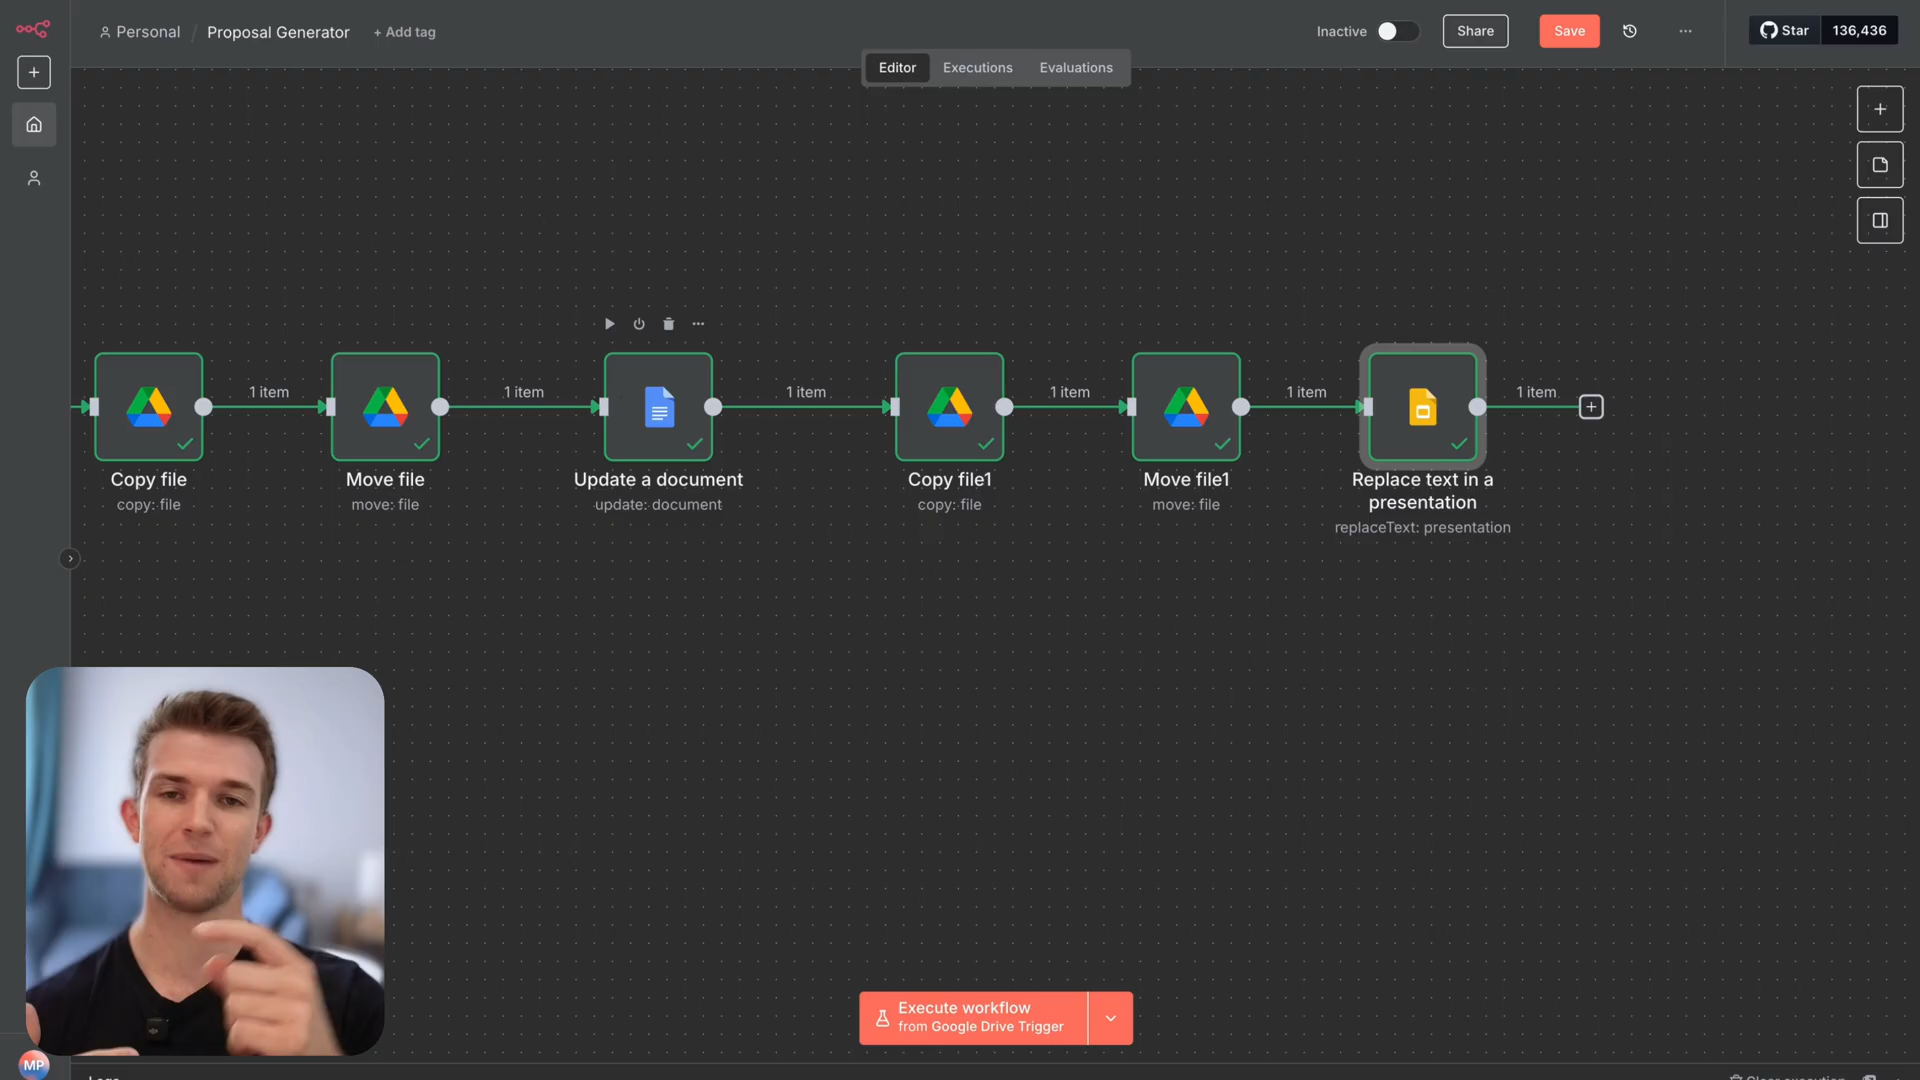 Personal / Proposal Generator + Add tag
Inactive
Share
Save
Star 136,436
Editor Executions Evaluations
1 item 1 item 1 item 1 item 1 item 1 item
Copy file
copy: file
Move file
move: file
Update a document
update: document
Copy file1
copy: file
Move file1
move: file
Replace text in a
presentation
replaceText: presentation
Execute workflow
from Google Drive Trigger
MP
Logs
Clear execution